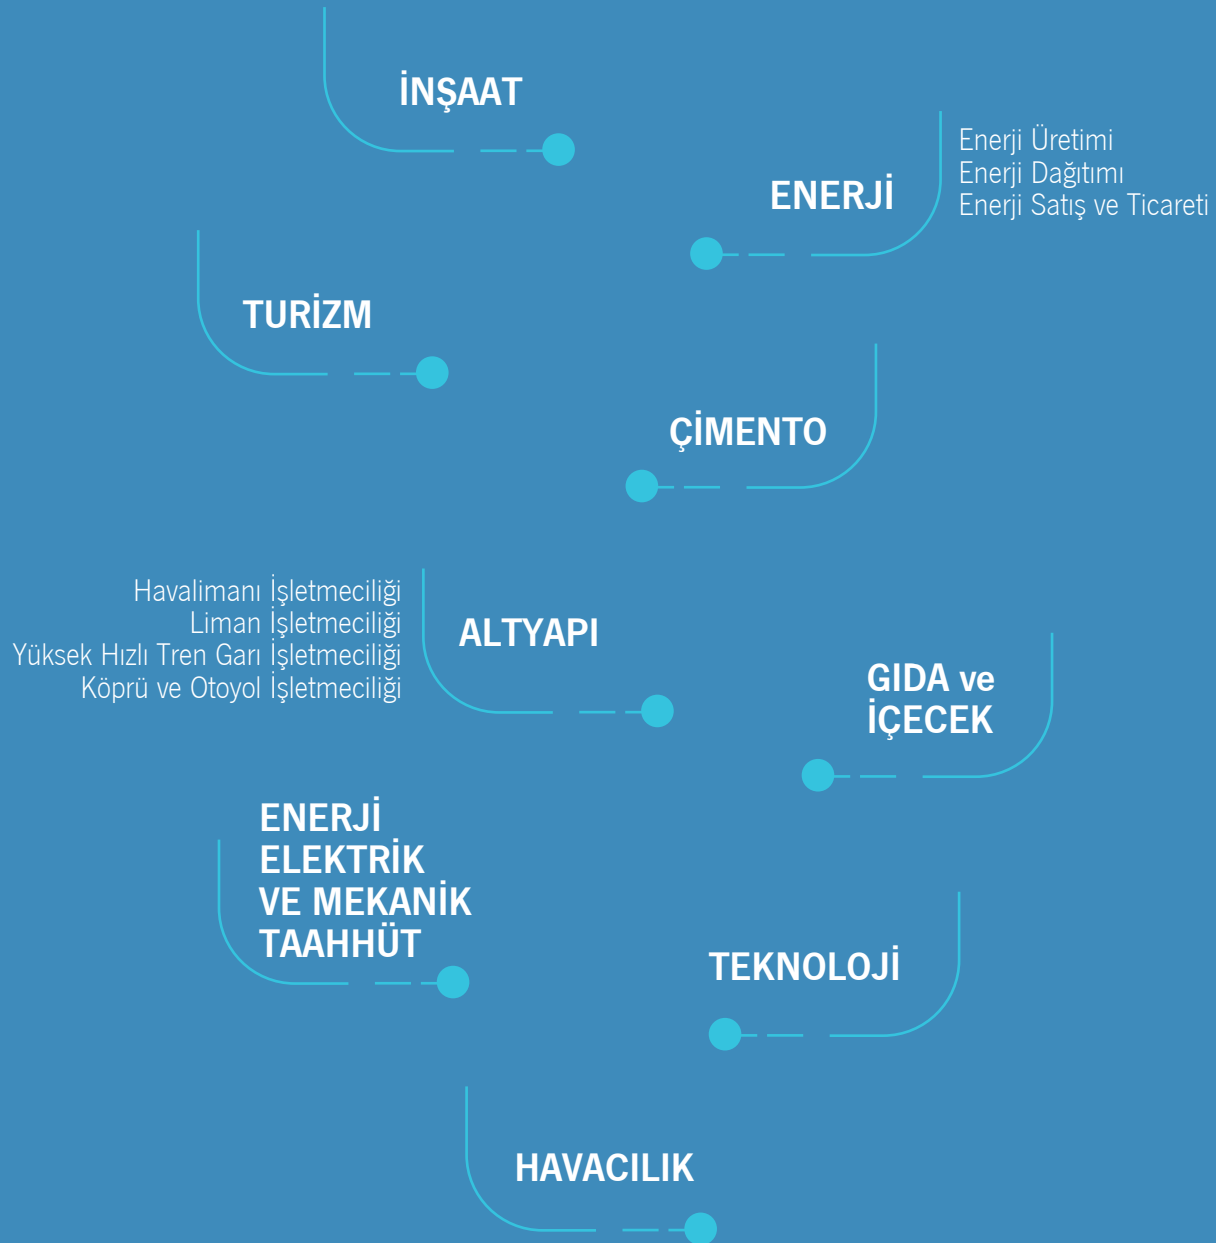 İNŞAAT
ENERJİ
Enerji Üretimi
Enerji Dağıtımı
Enerji Satış ve Ticareti
TURİZM
ÇİMENTO
Havalimanı İşletmeciliği
Liman İşletmeciliği
Yüksek Hızlı Tren Garı İşletmeciliği
Köprü ve Otoyol İşletmeciliği
ALTYAPI
GIDA ve
İÇECEK
ENERJİ
ELEKTRİK
VE MEKANİK
TAAHHÜT
TEKNOLOJİ
HAVACILIK